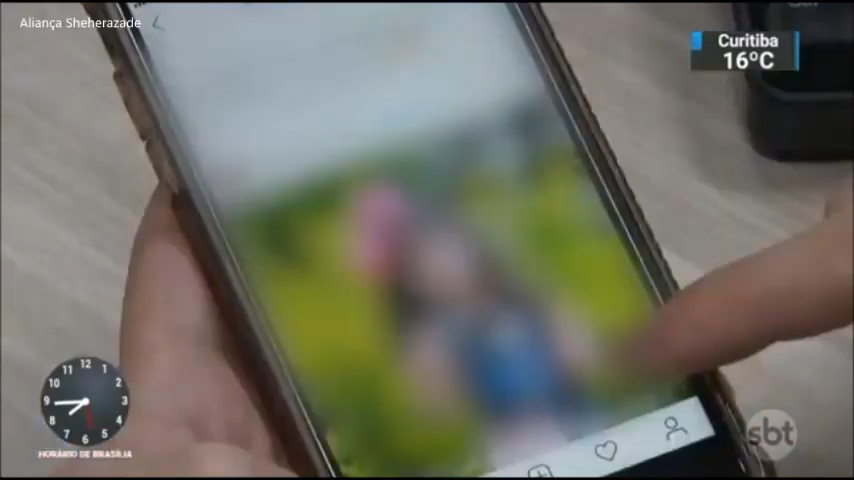 Aliança Sheherazade
Curitiba
16ºC
12
11 1
10 2
9 3
8 4
7 5
6
HORÁRIO DE BRASÍLIA
sbt